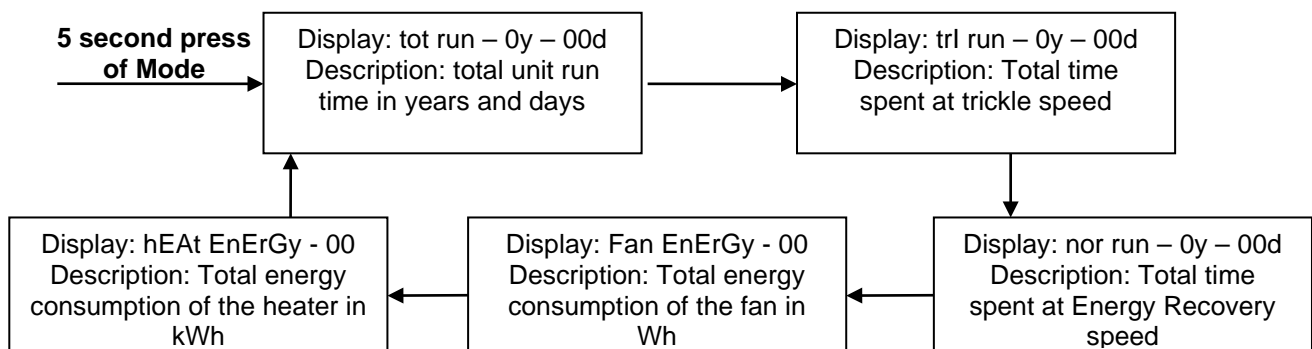 5 second press
of Mode
Display: tot run – 0y – 00d
Description: total unit run
time in years and days
Display: trI run – 0y – 00d
Description: Total time
spent at trickle speed
Display: nor run – 0y – 00d
Description: Total time
spent at Energy Recovery
speed
Display: Fan EnErGy - 00
Description: Total energy
consumption of the fan in
Wh
Display: hEAt EnErGy - 00
Description: Total energy
consumption of the heater in
kWh